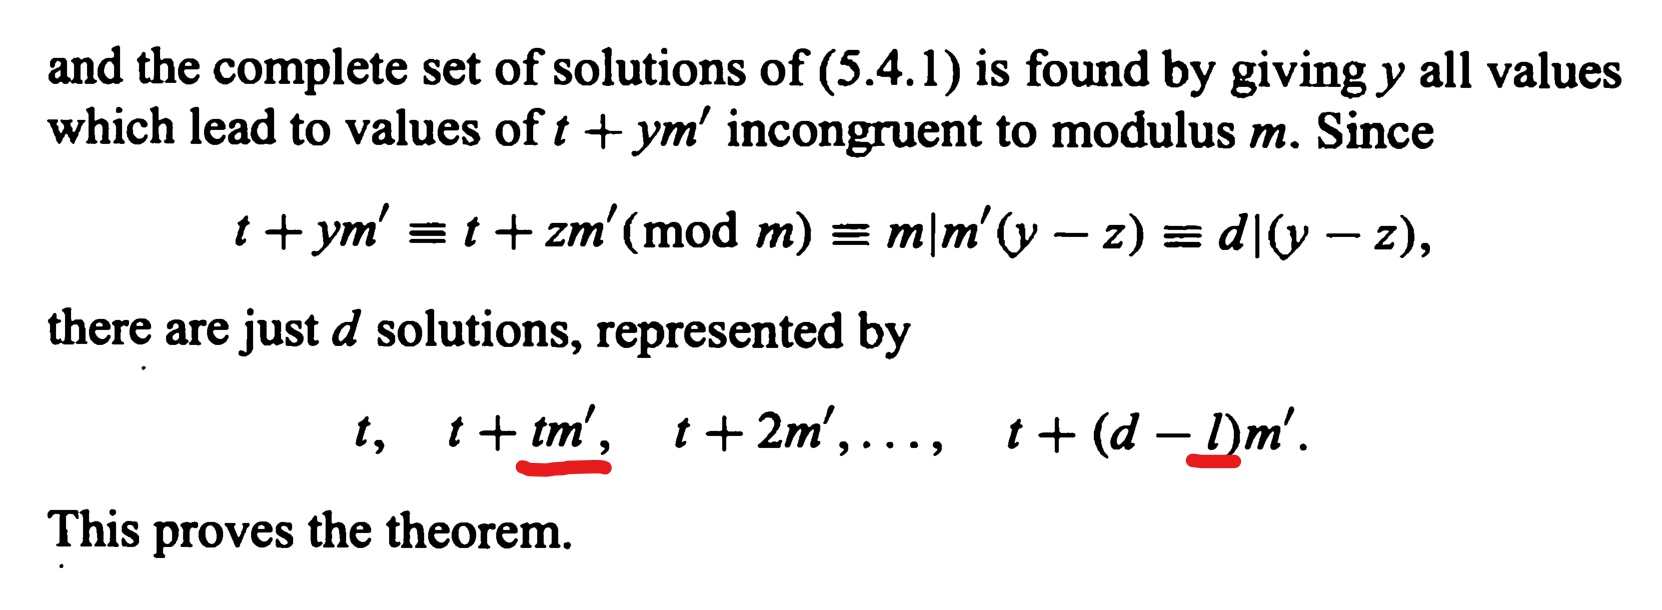 and the complete set of solutions of (5.4.1) is found by giving y all values
which lead to values of t + ym′ incongruent to modulus m. Since
t + ym′ ≡ t + zm′(mod m) ≡ m|m′(y − z) ≡ d|(y − z),
there are just d solutions, represented by
t, t + tm′, t + 2m′,..., t + (d − l)m′.
This proves the theorem.